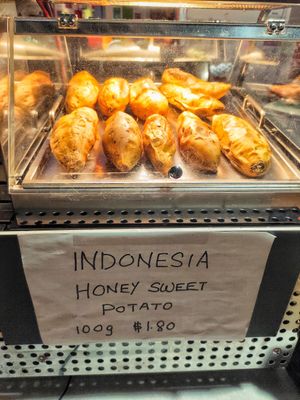 INDONESIA
HONEY SWEET
POTATO
100g $1.80